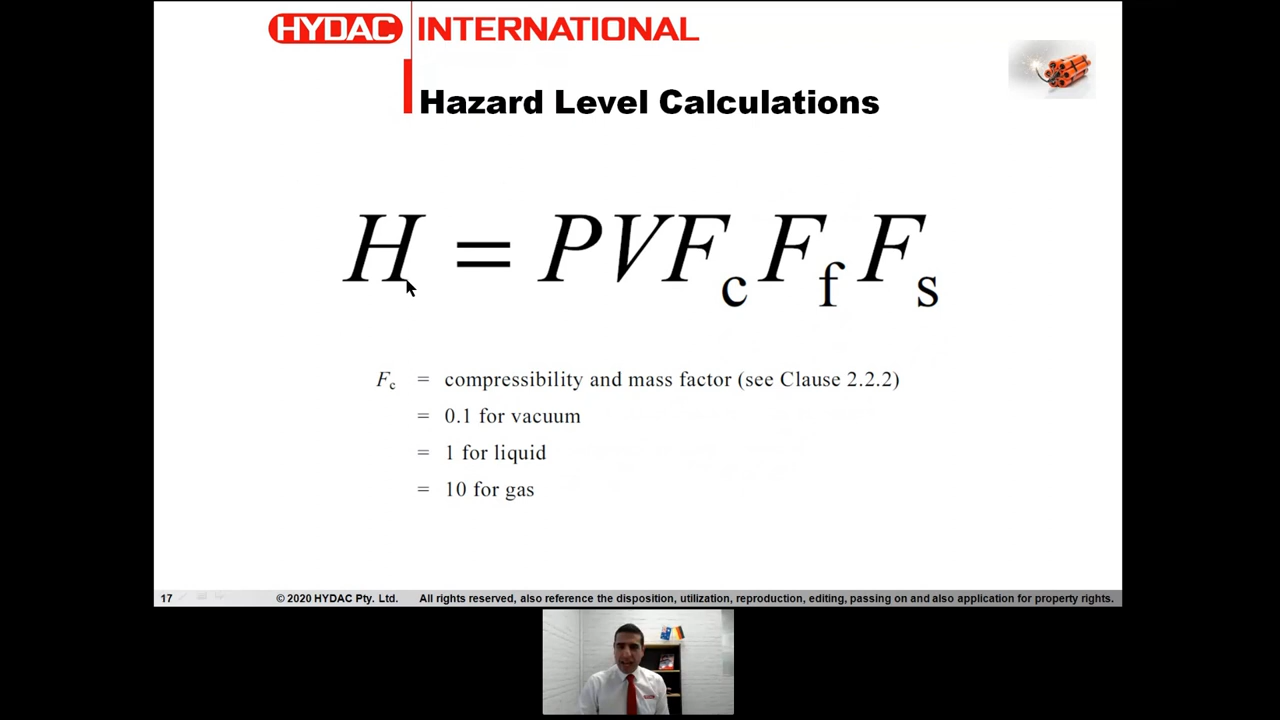 HYDAC INTERNATIONAL
Hazard Level Calculations
H = PVFcFfFs
Fc = compressibility and mass factor (see Clause 2.2.2)
= 0.1 for vacuum
= 1 for liquid
= 10 for gas
17 © 2020 HYDAC Pty. Ltd. All rights reserved, also reference the disposition, utilization, reproduction, editing, passing on and also application for property rights.